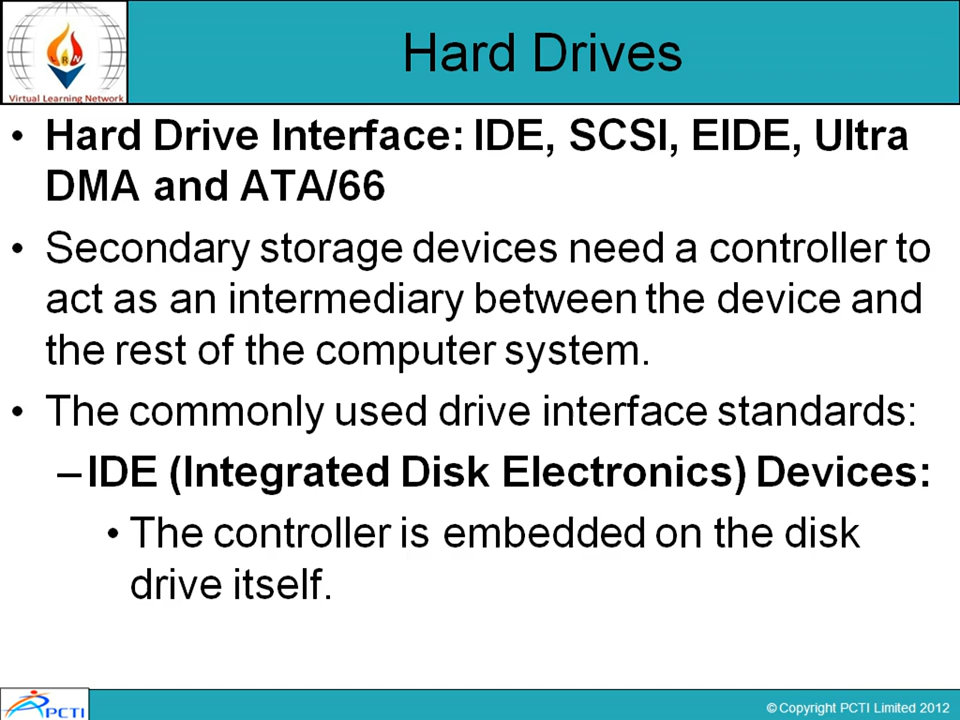 Hard Drives
RN
Virtual Learning Network
• Hard Drive Interface: IDE, SCSI, EIDE, Ultra
DMA and ATA/66
• Secondary storage devices need a controller to
act as an intermediary between the device and
the rest of the computer system.
• The commonly used drive interface standards:
– IDE (Integrated Disk Electronics) Devices:
• The controller is embedded on the disk
drive itself.
PCTI
© Copyright PCTI Limited 2012